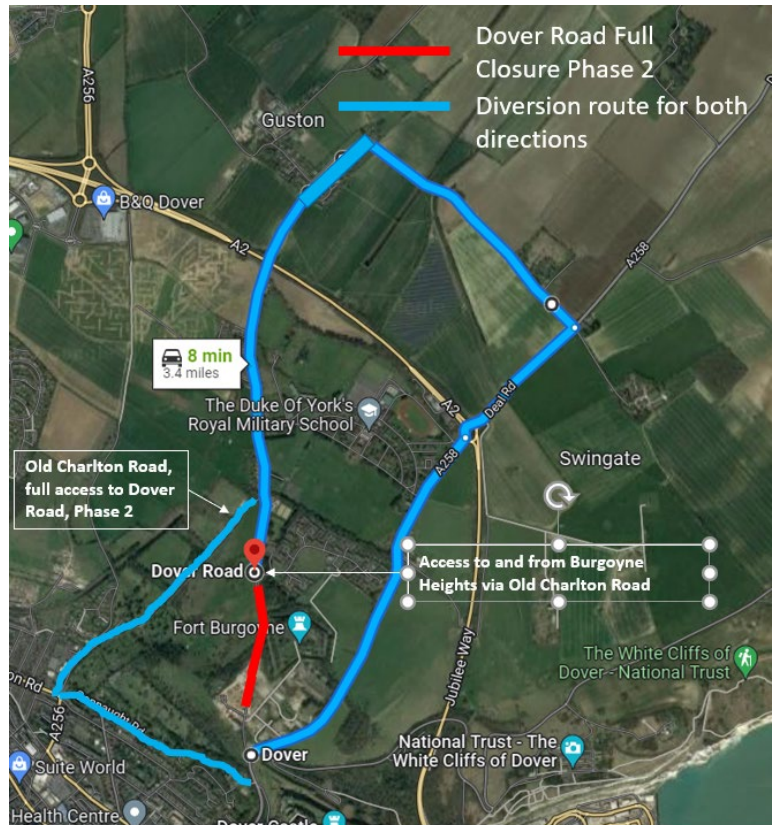 Dover Road Full
Closure Phase 2
Diversion route for both
directions
A256
Guston
B&Q Dover
A2
A258
8 min
3.4 miles
The Duke Of York's
Royal Military School
A2
Deal Rd
A258
Swingate
Old Charlton Road,
full access to Dover
Road, Phase 2
Access to and from Burgoyne
Heights via Old Charlton Road
Dover Road
Fort Burgoyne
Jubilee Way
The White Cliffs of
Dover - National Trust
A256
Dover
National Trust - The
White Cliffs of Dover
Suite World
Health Centre
Dover Castle